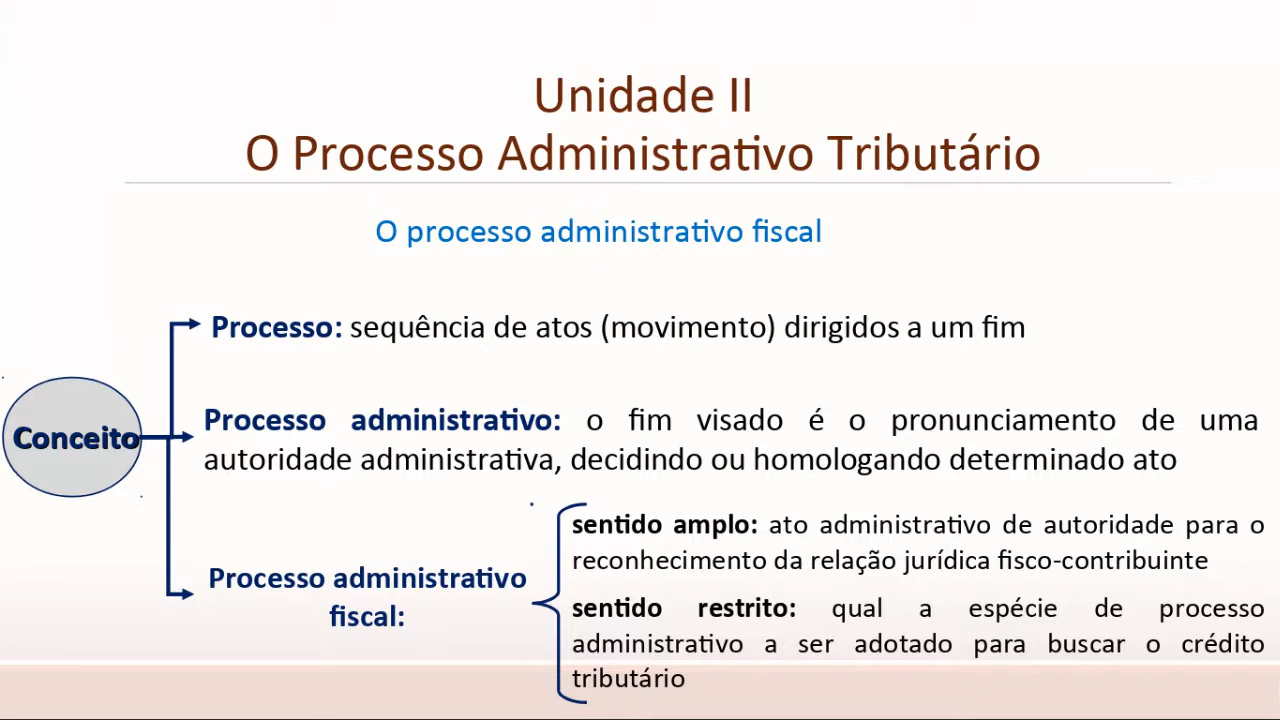 Unidade II
O Processo Administrativo Tributário
O processo administrativo fiscal
Processo: sequência de atos (movimento) dirigidos a um fim
Conceito
Processo administrativo: o fim visado é o pronunciamento de uma
autoridade administrativa, decidindo ou homologando determinado ato
Processo administrativo
fiscal:
sentido amplo: ato administrativo de autoridade para o
reconhecimento da relação jurídica fisco-contribuinte
sentido restrito: qual a espécie de processo
administrativo a ser adotado para buscar o crédito
tributário